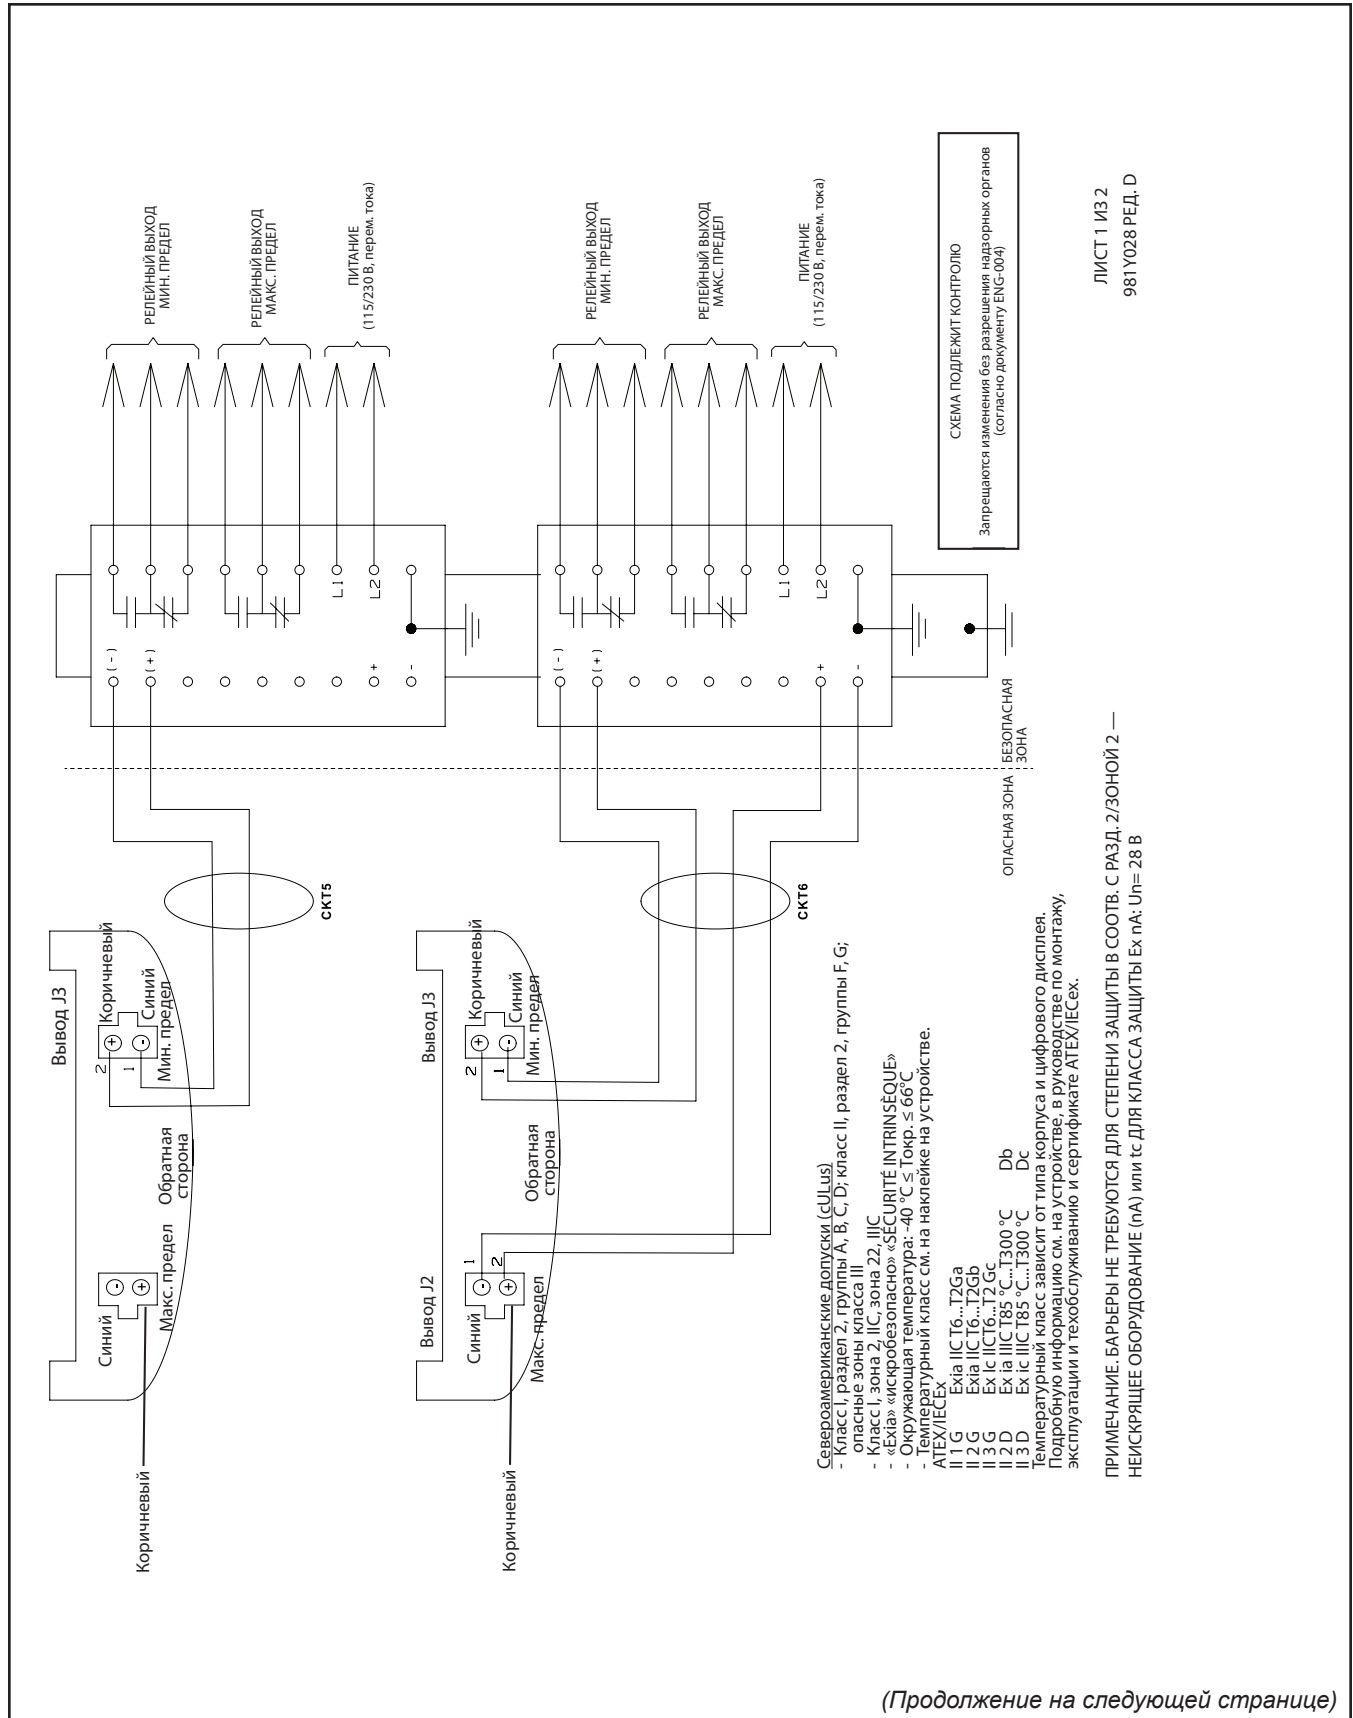 Вывод J3
Коричневый
Синий
Мин. предел
2
1
+
-
Обратная
сторона
Макс. предел
Синий
-
+
Коричневый
СКТ5
(-)
(+)
+
-
L1
L2
РЕЛЕЙНЫЙ ВЫХОД
МИН. ПРЕДЕЛ
РЕЛЕЙНЫЙ ВЫХОД
МАКС. ПРЕДЕЛ
ПИТАНИЕ
(115/230 В, перем. тока)
Вывод J3
Коричневый
Синий
Мин. предел
2
1
+
-
Обратная
сторона
Вывод J2
Синий
Макс. предел
1
2
-
+
Коричневый
СКТ6
(-)
(+)
+
-
L1
L2
РЕЛЕЙНЫЙ ВЫХОД
МИН. ПРЕДЕЛ
РЕЛЕЙНЫЙ ВЫХОД
МАКС. ПРЕДЕЛ
ПИТАНИЕ
(115/230 В, перем. тока)
ОПАСНАЯ ЗОНА
БЕЗОПАСНАЯ
ЗОНА
Североамериканские допуски (cULus)
- Класс I, раздел 2, группы A, B, C, D; класс II, раздел 2, группы F, G;
опасные зоны класса III
- Класс I, зона 2, IIC, зона 22, IIIC
- «Exia» «искробезопасно» «SÉCURITÉ INTRINSÈQUE»
- Окружающая температура: -40 °C ≤ Tокр. ≤ 66°C
- Температурный класс см. на наклейке на устройстве.
ATEX/IECEx
II 1 G Exia IIC T6...T2Ga
II 2 G Exia IIC T6...T2Gb
II 3 G Ex Ic IICT6...T2 Gc
II 2 D Ex ia IIIC T85 °C...T300 °C Db
II 3 D Ex ic IIIC T85 °C...T300 °C Dc
Температурный класс зависит от типа корпуса и цифрового дисплея.
Подробную информацию см. на устройстве, в руководстве по монтажу,
эксплуатации и техобслуживанию и сертификате ATEX/IECex.
ПРИМЕЧАНИЕ. БАРЬЕРЫ НЕ ТРЕБУЮТСЯ ДЛЯ СТЕПЕНИ ЗАЩИТЫ В СООТВ. С РАЗД. 2/ЗОНОЙ 2 —
НЕИСКРЯЩЕЕ ОБОРУДОВАНИЕ (nA) или tc ДЛЯ КЛАССА ЗАЩИТЫ Ex nA: Un= 28 В
СХЕМА ПОДЛЕЖИТ КОНТРОЛЮ
Запрещаются изменения без разрешения надзорных органов
(согласно документу ENG-004)
ЛИСТ 1 ИЗ 2
981Y028 РЕД. D
(Продолжение на следующей странице)